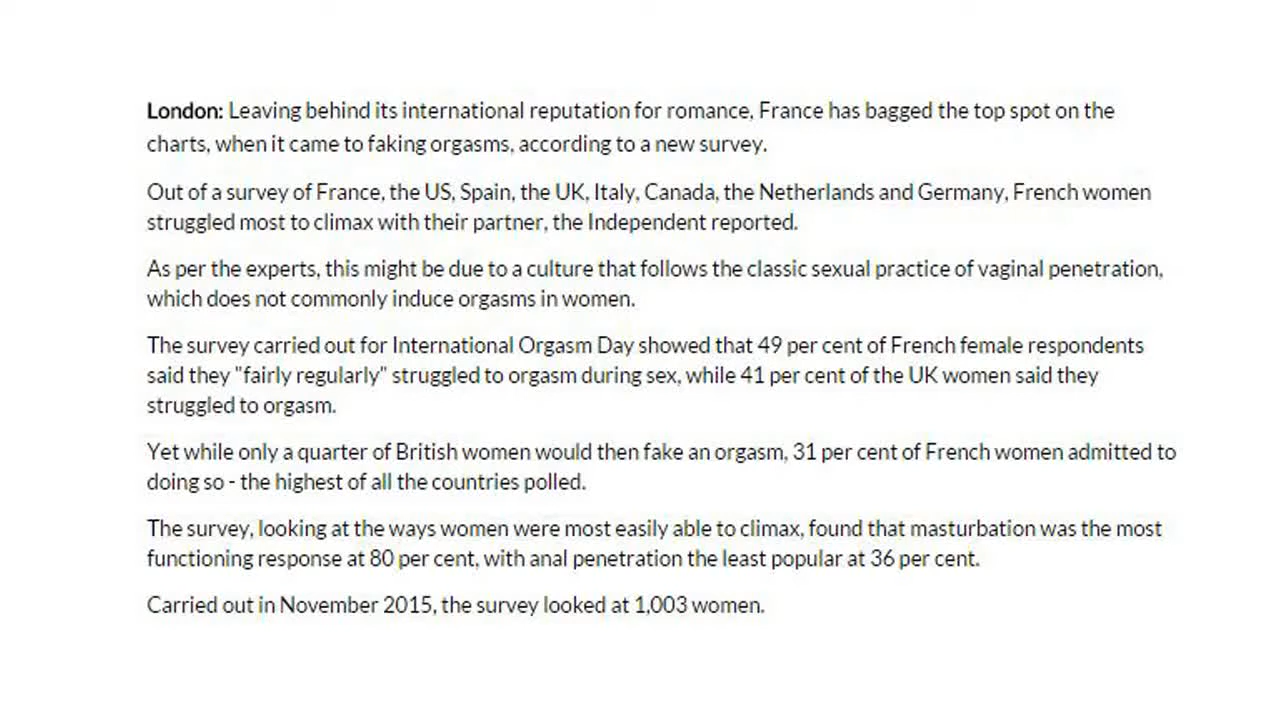 London: Leaving behind its international reputation for romance, France has bagged the top spot on the
charts, when it came to faking orgasms, according to a new survey.
Out of a survey of France, the US, Spain, the UK, Italy, Canada, the Netherlands and Germany, French women
struggled most to climax with their partner, the Independent reported.
As per the experts, this might be due to a culture that follows the classic sexual practice of vaginal penetration,
which does not commonly induce orgasms in women.
The survey carried out for International Orgasm Day showed that 49 per cent of French female respondents
said they "fairly regularly" struggled to orgasm during sex, while 41 per cent of the UK women said they
struggled to orgasm.
Yet while only a quarter of British women would then fake an orgasm, 31 per cent of French women admitted to
doing so - the highest of all the countries polled.
The survey, looking at the ways women were most easily able to climax, found that masturbation was the most
functioning response at 80 per cent, with anal penetration the least popular at 36 per cent.
Carried out in November 2015, the survey looked at 1,003 women.